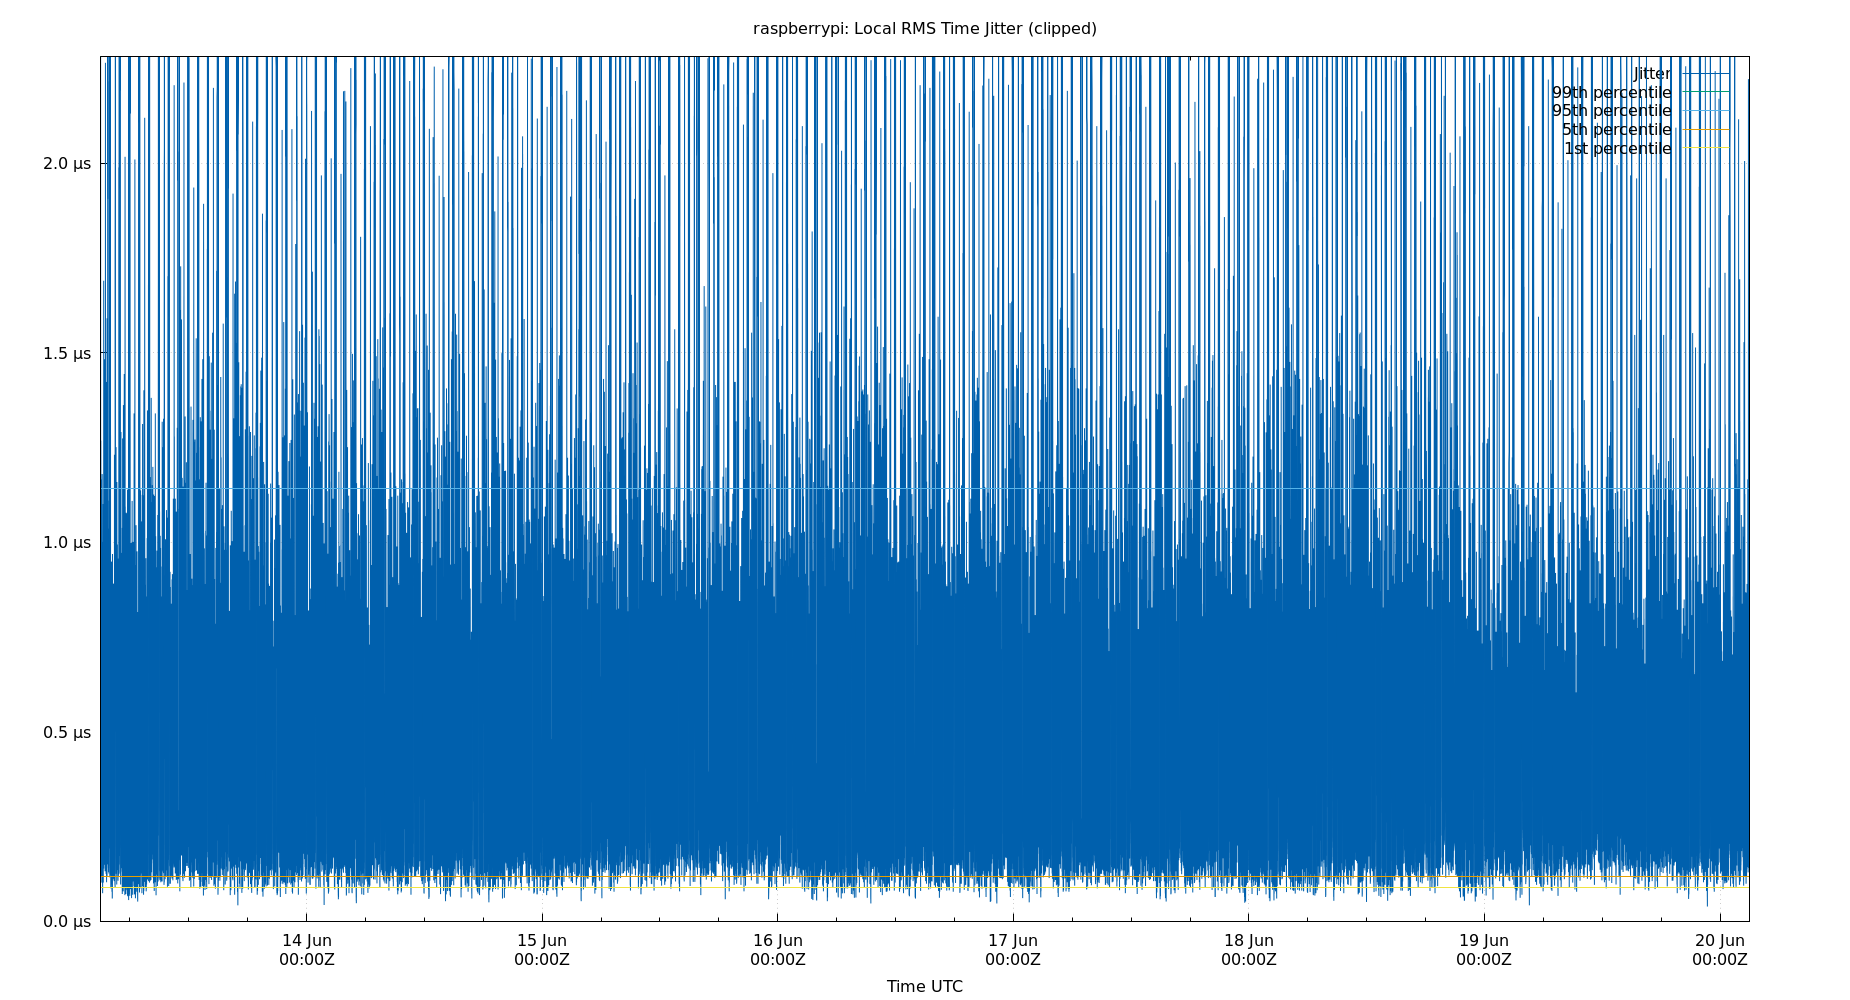 raspberrypi: Local RMS Time Jitter (clipped)
Jitter
99th percentile
95th percentile
5th percentile
1st percentile
2.0 µs
1.5 µs
1.0 µs
0.5 µs
0.0 µs
14 Jun 15 Jun 16 Jun 17 Jun 18 Jun 19 Jun 20 Jun
00:00Z 00:00Z 00:00Z 00:00Z 00:00Z 00:00Z 00:00Z
Time UTC